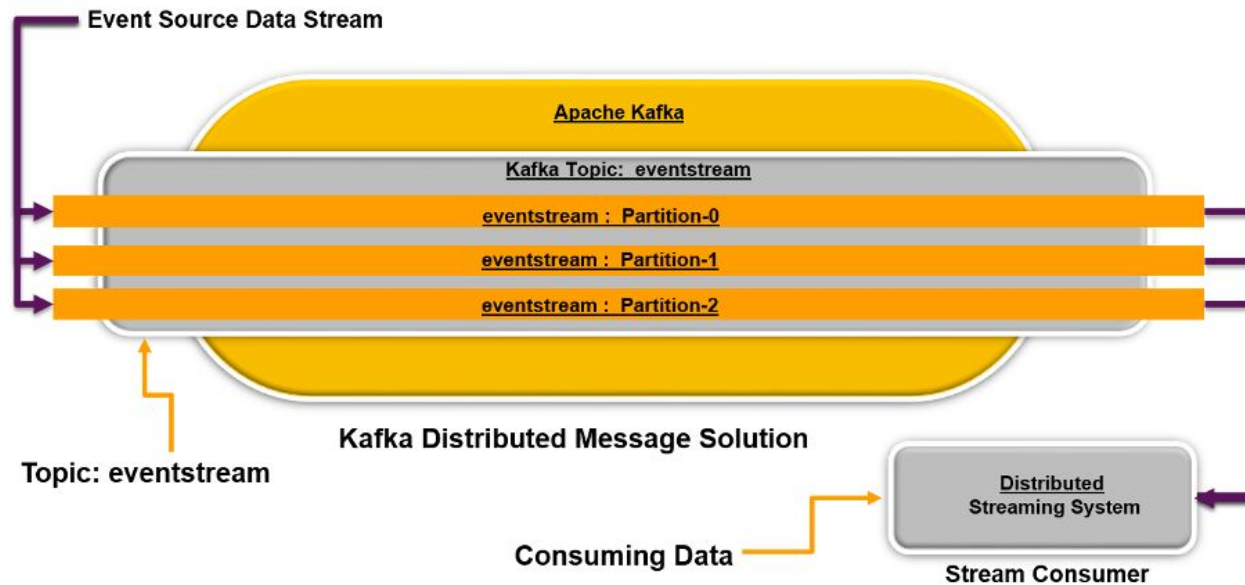 Event Source Data Stream
Apache Kafka
Kafka Topic: eventstream
eventstream : Partition-0
eventstream : Partition-1
eventstream : Partition-2
Kafka Distributed Message Solution
Topic: eventstream
Distributed
Streaming System
Consuming Data
Stream Consumer